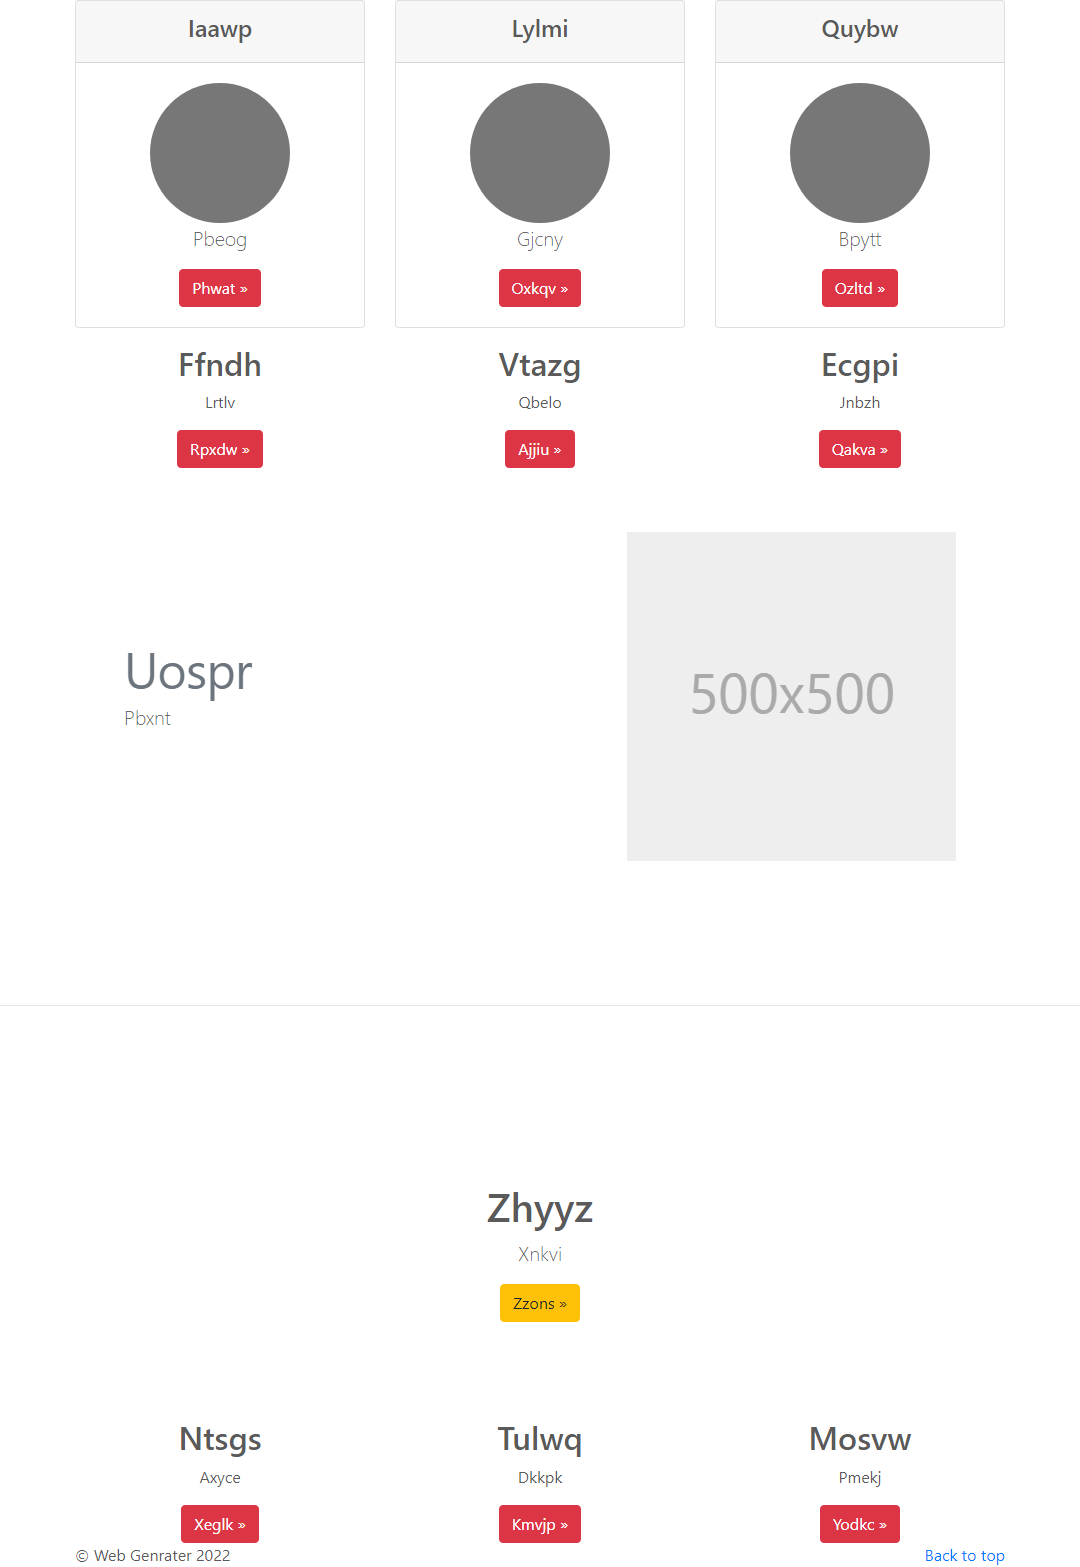 Iaawp
Lylmi
Quybw
Pbeog
Gjcny
Bpytt
Phwat »
Oxkqv »
Ozltd »
Ffndh
Vtazg
Ecgpi
Lrtlv
Qbelo
Jnbzh
Rpxdw »
Ajjiu »
Qakva »
Uospr
Pbxnt
500x500
Zhyyz
Xnkvi
Zzons »
Ntsgs
Tulwq
Mosvw
Axyce
Dkkpk
Pmekj
Xeglk »
Kmvjp »
Yodkc »
© Web Genrater 2022
Back to top